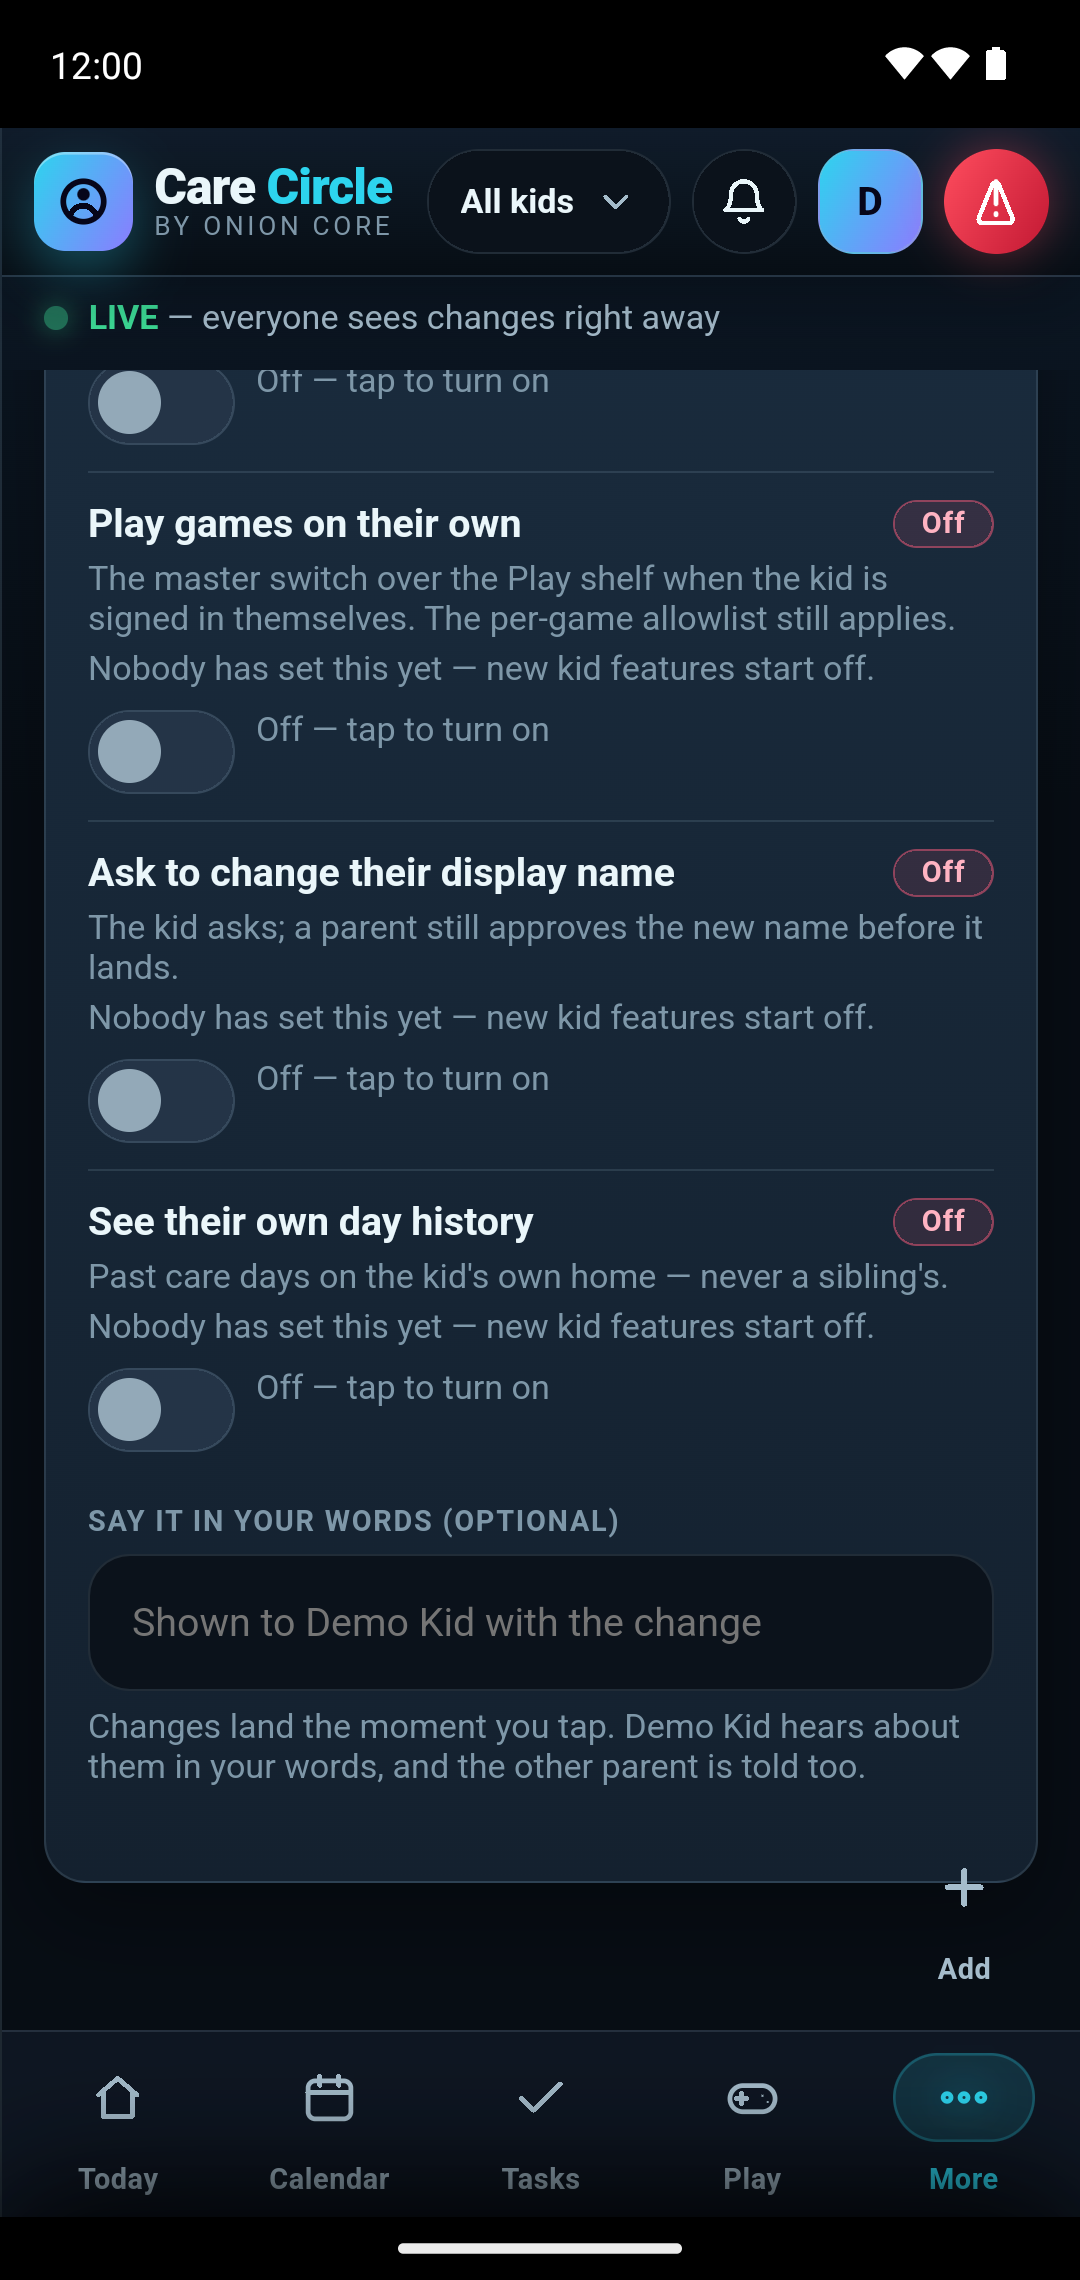 12:00
Care Circle
BY ONION CORE
All kids
D
LIVE — everyone sees changes right away
Off — tap to turn on
Play games on their own
Off
The master switch over the Play shelf when the kid is
signed in themselves. The per-game allowlist still applies.
Nobody has set this yet — new kid features start off.
Off — tap to turn on
Ask to change their display name
Off
The kid asks; a parent still approves the new name before it
lands.
Nobody has set this yet — new kid features start off.
Off — tap to turn on
See their own day history
Off
Past care days on the kid's own home — never a sibling's.
Nobody has set this yet — new kid features start off.
Off — tap to turn on
SAY IT IN YOUR WORDS (OPTIONAL)
Shown to Demo Kid with the change
Changes land the moment you tap. Demo Kid hears about
them in your words, and the other parent is told too.
Add
Today
Calendar
Tasks
Play
More